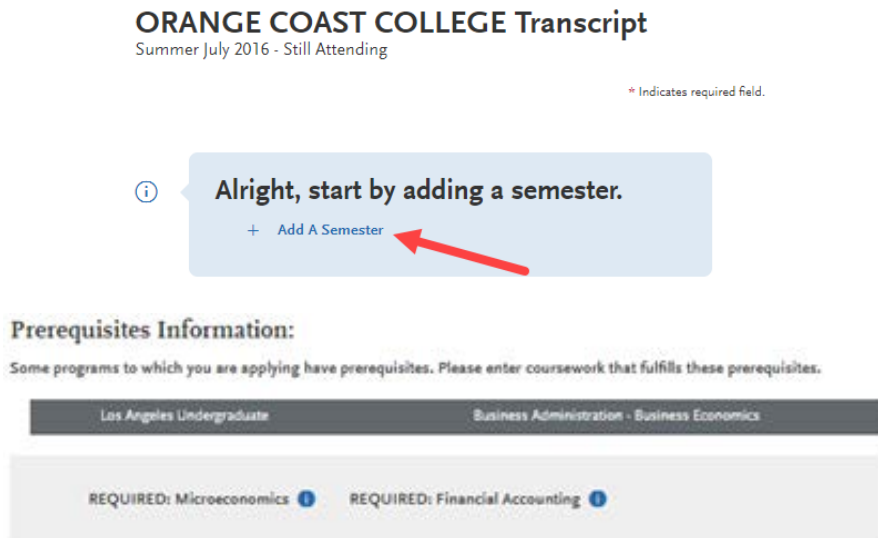 ORANGE COAST COLLEGE Transcript
Summer July 2016 - Still Attending
* Indicates required field.
Alright, start by adding a semester.
+ Add A Semester
Prerequisites Information:
Some programs to which you are applying have prerequisites. Please enter coursework that fulfills these prerequisites.
Los Angeles Undergraduate Business Administration - Business Economics
REQUIRED: Microeconomics i REQUIRED: Financial Accounting i